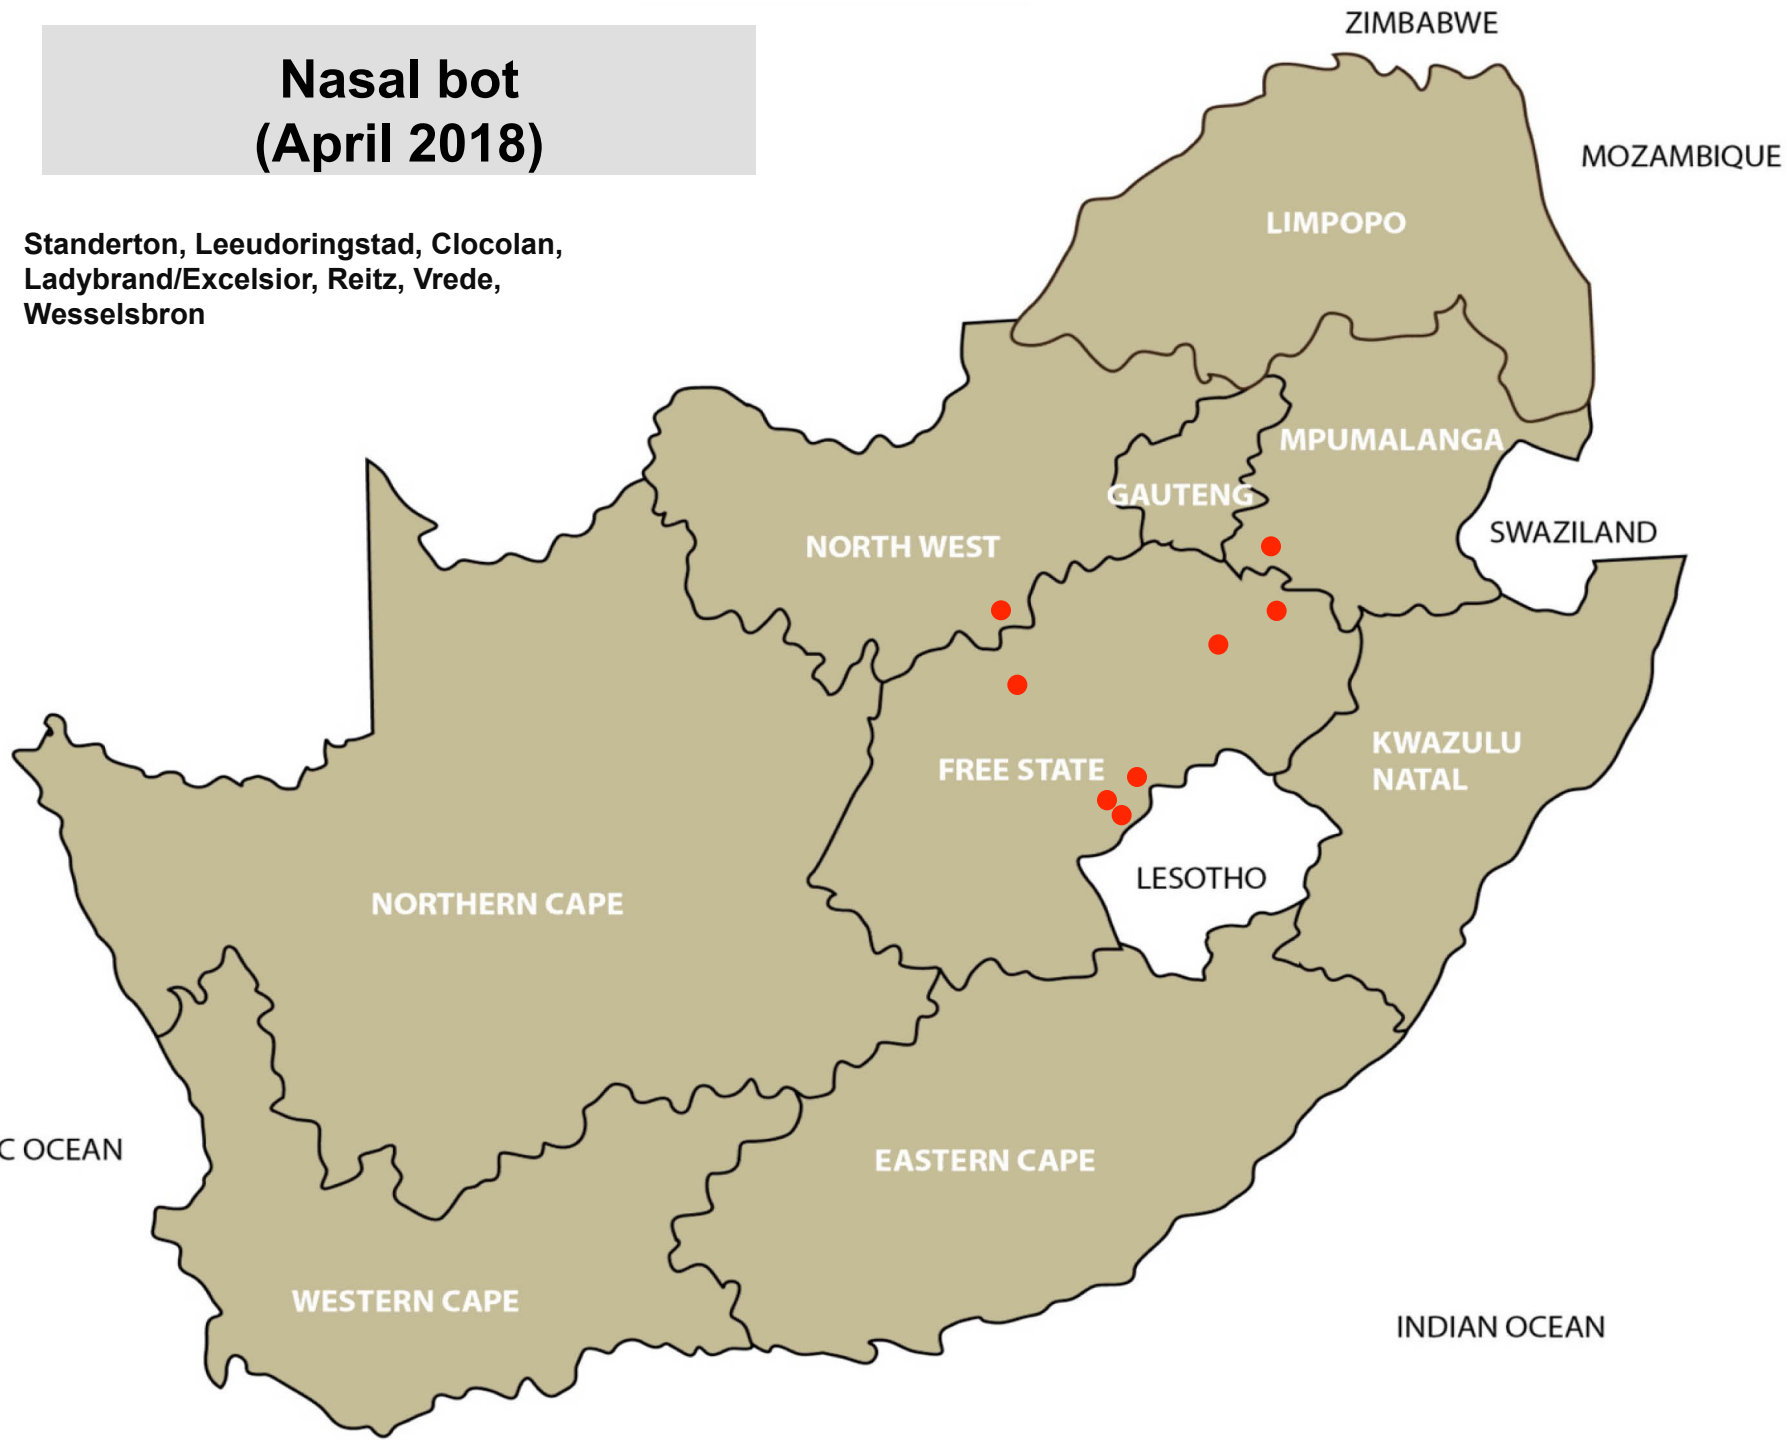 Nasal bot
(April 2018)
Standerton, Leeudoringstad, Clocolan,
Ladybrand/Excelsior, Reitz, Vrede,
Wesselsbron
ZIMBABWE
MOZAMBIQUE
LIMPOPO
MPUMALANGA
GAUTENG
SWAZILAND
NORTH WEST
KWAZULU
NATAL
FREE STATE
LESOTHO
NORTHERN CAPE
C OCEAN
EASTERN CAPE
WESTERN CAPE
INDIAN OCEAN